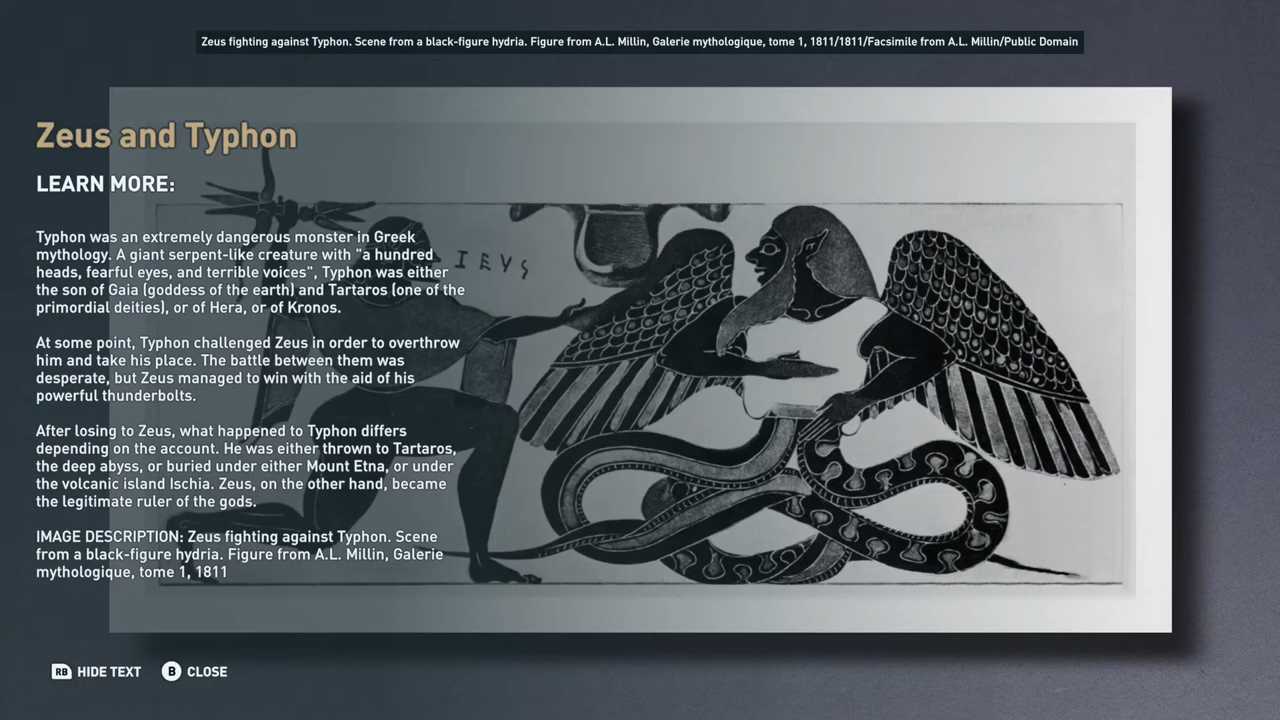 Zeus fighting against Typhon. Scene from a black-figure hydria. Figure from A.L. Millin, Galerie mythologique, tome 1, 1811/1811/Facsimile from A.L. Millin/Public Domain
Zeus and Typhon
LEARN MORE:
Typhon was an extremely dangerous monster in Greek
mythology. A giant serpent-like creature with "a hundred
heads, fearful eyes, and terrible voices", Typhon was either
the son of Gaia (goddess of the earth) and Tartaros (one of the
primordial deities), or of Hera, or of Kronos.
At some point, Typhon challenged Zeus in order to overthrow
him and take his place. The battle between them was
desperate, but Zeus managed to win with the aid of his
powerful thunderbolts.
After losing to Zeus, what happened to Typhon differs
depending on the account. He was either thrown to Tartaros,
the deep abyss, or buried under either Mount Etna, or under
the volcanic island Ischia. Zeus, on the other hand, became
the legitimate ruler of the gods.
IMAGE DESCRIPTION: Zeus fighting against Typhon. Scene
from a black-figure hydria. Figure from A.L. Millin, Galerie
mythologique, tome 1, 1811
RB HIDE TEXT B CLOSE